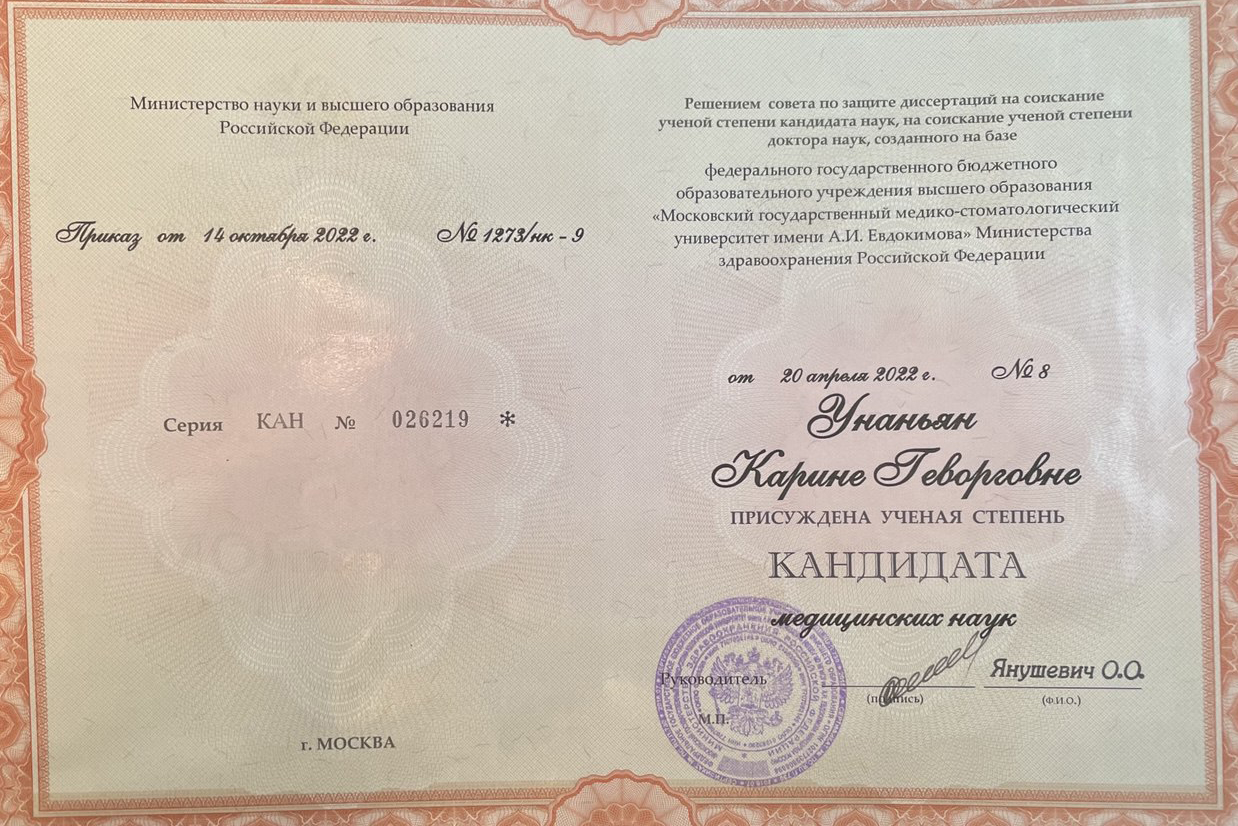 Министерство науки и высшего образования
Российской Федерации
Приказ от 14 октября 2022 г. № 1273/нк - 9
Серия КАН № 026219 *
г. МОСКВА
Решением совета по защите диссертаций на соискание
ученой степени кандидата наук, на соискание ученой степени
доктора наук, созданного на базе
федерального государственного бюджетного
образовательного учреждения высшего образования
«Московский государственный медико-стоматологический
университет имени А.И. Евдокимова» Министерства
здравоохранения Российской Федерации
от 20 апреля 2022 г. № 8
Унаньян
Карине Геворговне
ПРИСУЖДЕНА УЧЕНАЯ СТЕПЕНЬ
КАНДИДАТА
медицинских наук
Руководитель
Янушевич О.О.
(подпись) (Ф.И.О.)
М.П.